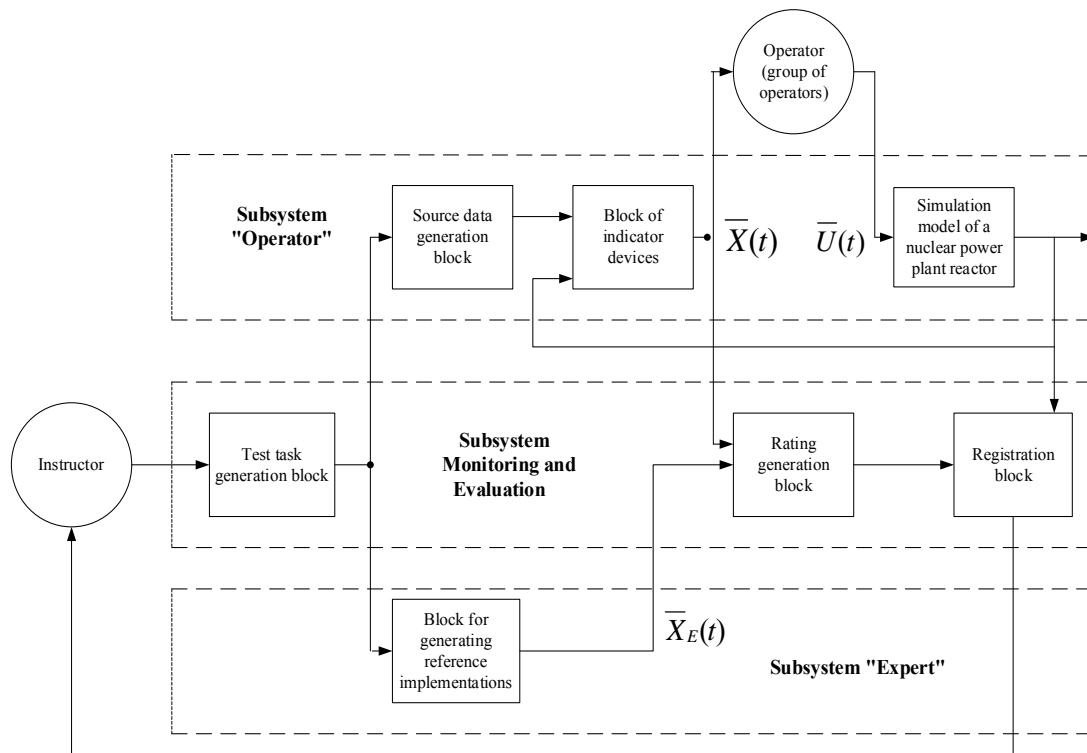 Operator
(group of
operators)
Subsystem
"Operator"
Source data
generation
block
Block of
indicator
devices
X̅(t)
U̅(t)
Simulation
model of a
nuclear power
plant reactor
Instructor
Test task
generation block
Subsystem
Monitoring and
Evaluation
Rating
generation
block
Registration
block
Block for
generating
reference
implementations
X̅E(t)
Subsystem "Expert"